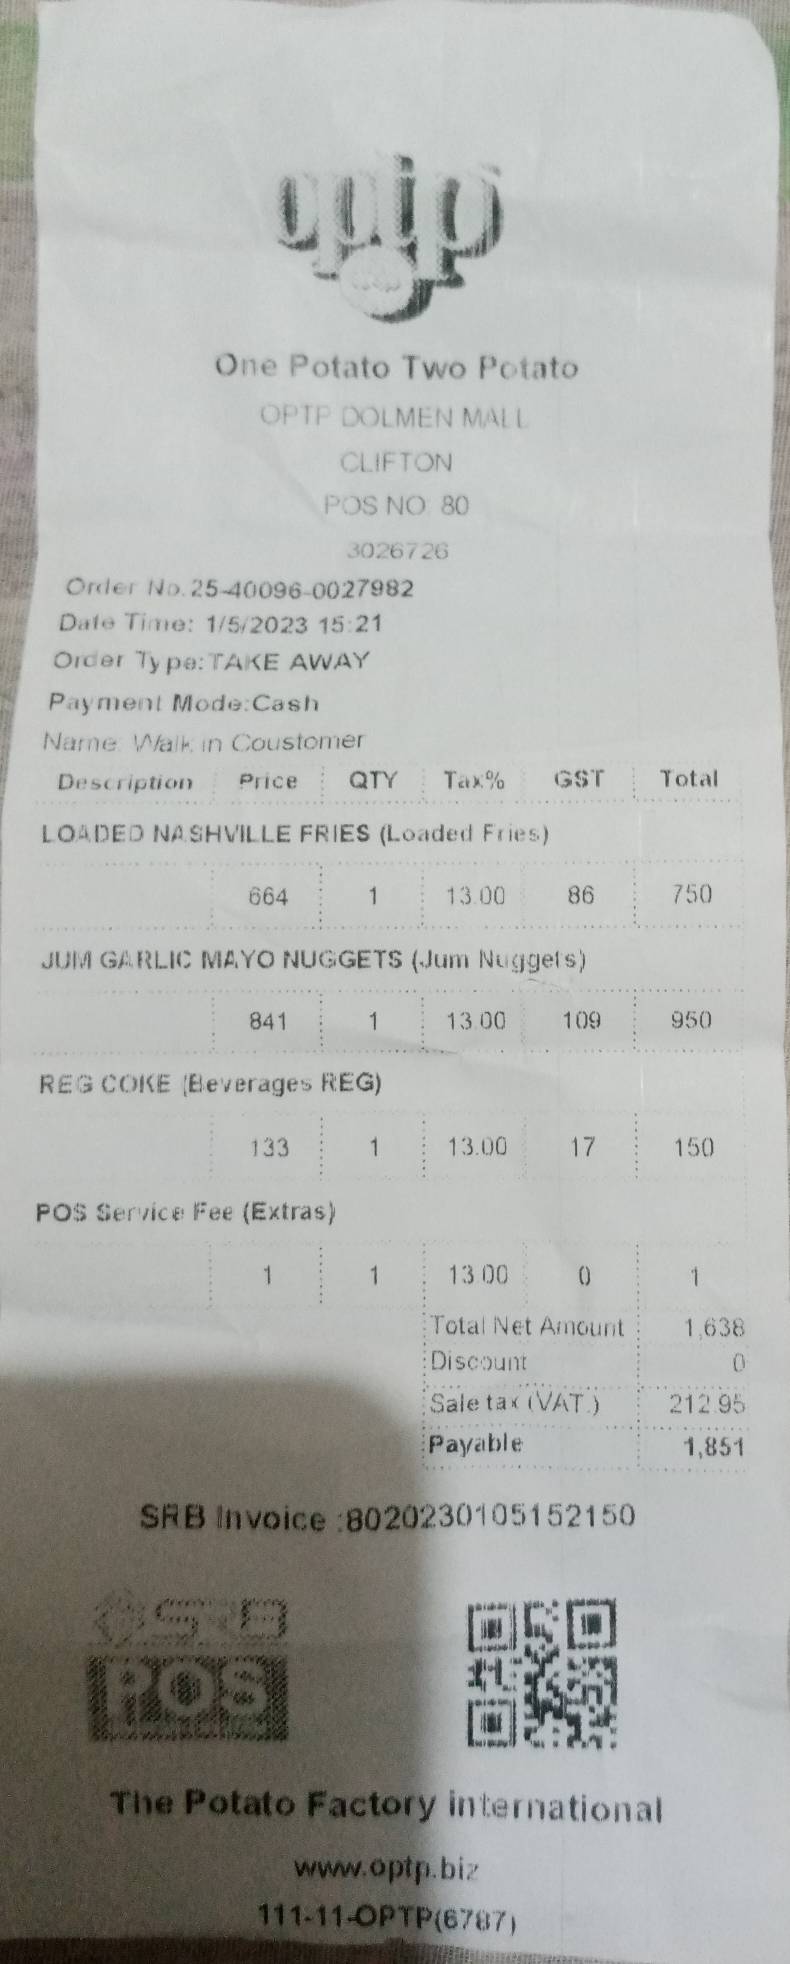 optp
One Potato Two Potato
OPTP DOLMEN MALL
CLIFTON
POS NO 80
3026726
Order No.25-40096-0027982
Date Time: 1/5/2023 15:21
Order Type:TAKE AWAY
Payment Mode:Cash
Name: Walk in Coustomer
Description Price QTY Tax% GST Total
LOADED NASHVILLE FRIES (Loaded Fries)
664 1 13.00 86 750
JUM GARLIC MAYO NUGGETS (Jum Nuggets)
841 1 13.00 109 950
REG COKE (Beverages REG)
133 1 13.00 17 150
POS Service Fee (Extras)
1 1 13.00 0 1
Total Net Amount 1,638
Discount 0
Sale tax (VAT.) 212.95
Payable 1,851
SRB Invoice :8020230105152150
SRB
POS
The Potato Factory international
www.optp.biz
111-11-OPTP(6787)